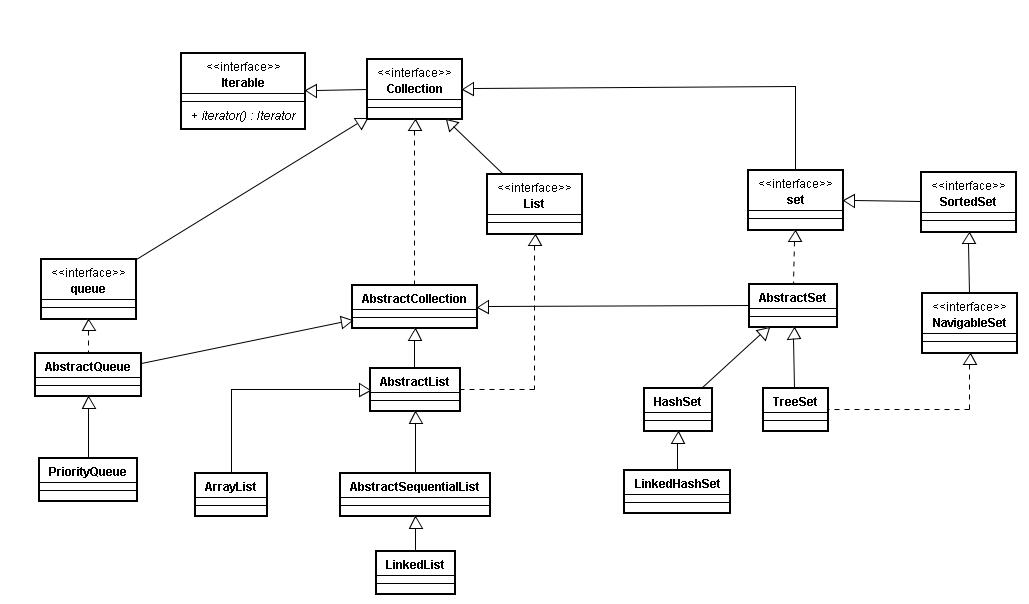 <<interface>>
Iterable
+ iterator() : Iterator
<<interface>>
Collection
<<interface>>
List
<<interface>>
set
<<interface>>
SortedSet
<<interface>>
queue
AbstractCollection
AbstractSet
<<interface>>
NavigableSet
AbstractQueue
AbstractList
HashSet
TreeSet
PriorityQueue
ArrayList
AbstractSequentialList
LinkedHashSet
LinkedList